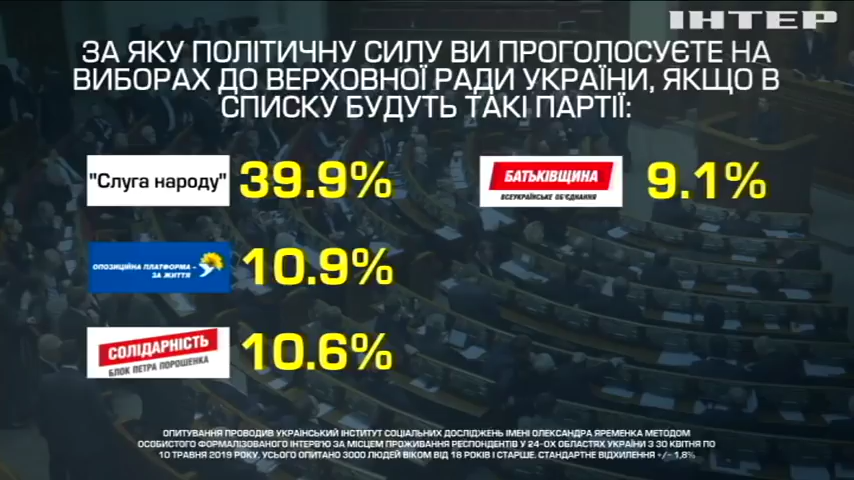 ІНТЕР
ЗА ЯКУ ПОЛІТИЧНУ СИЛУ ВИ ПРОГОЛОСУЄТЕ НА
ВИБОРАХ ДО ВЕРХОВНОЇ РАДИ УКРАЇНИ, ЯКЩО В
СПИСКУ БУДУТЬ ТАКІ ПАРТІЇ:
"Слуга народу" 39.9%
ОПОЗИЦІЙНА ПЛАТФОРМА -
ЗА ЖИТТЯ
10.9%
СОЛІДАРНІСТЬ
БЛОК ПЕТРА ПОРОШЕНКА
10.6%
БАТЬКІВЩИНА
ВСЕУКРАЇНСЬКЕ ОБ'ЄДНАННЯ
9.1%
ОПИТУВАННЯ ПРОВОДИВ УКРАЇНСЬКИЙ ІНСТИТУТ СОЦІАЛЬНИХ ДОСЛІДЖЕНЬ ІМЕНІ ОЛЕКСАНДРА ЯРЕМЕНКА МЕТОДОМ
ОСОБИСТОГО ФОРМАЛІЗОВАНОГО ІНТЕРВ'Ю ЗА МІСЦЕМ ПРОЖИВАННЯ РЕСПОНДЕНТІВ У 24-ОХ ОБЛАСТЯХ УКРАЇНИ З 30 КВІТНЯ ПО
10 ТРАВНЯ 2019 РОКУ. УСЬОГО ОПИТАНО 3000 ЛЮДЕЙ ВІКОМ ВІД 18 РОКІВ І СТАРШЕ. СТАНДАРТНЕ ВІДХИЛЕННЯ +/- 1,8%